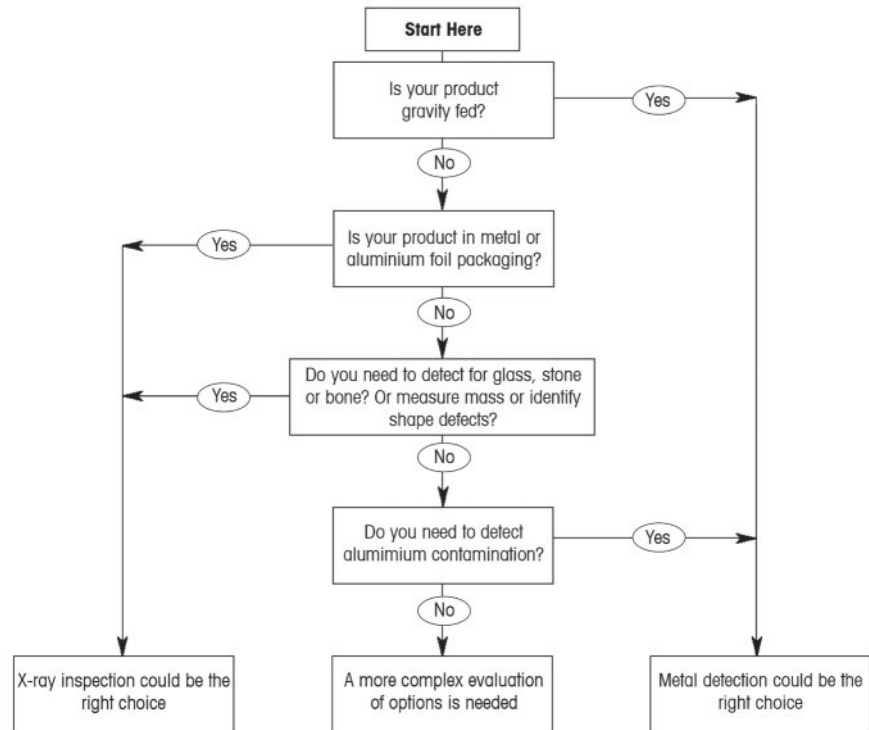 Start Here
Is your product
gravity fed?
Yes
No
Is your product in metal or
aluminium foil packaging?
Yes
No
Do you need to detect for glass, stone
or bone? Or measure mass or identify
shape defects?
Yes
No
Do you need to detect
alumimium contamination?
Yes
No
X-ray inspection could be the
right choice
A more complex evaluation
of options is needed
Metal detection could be the
right choice